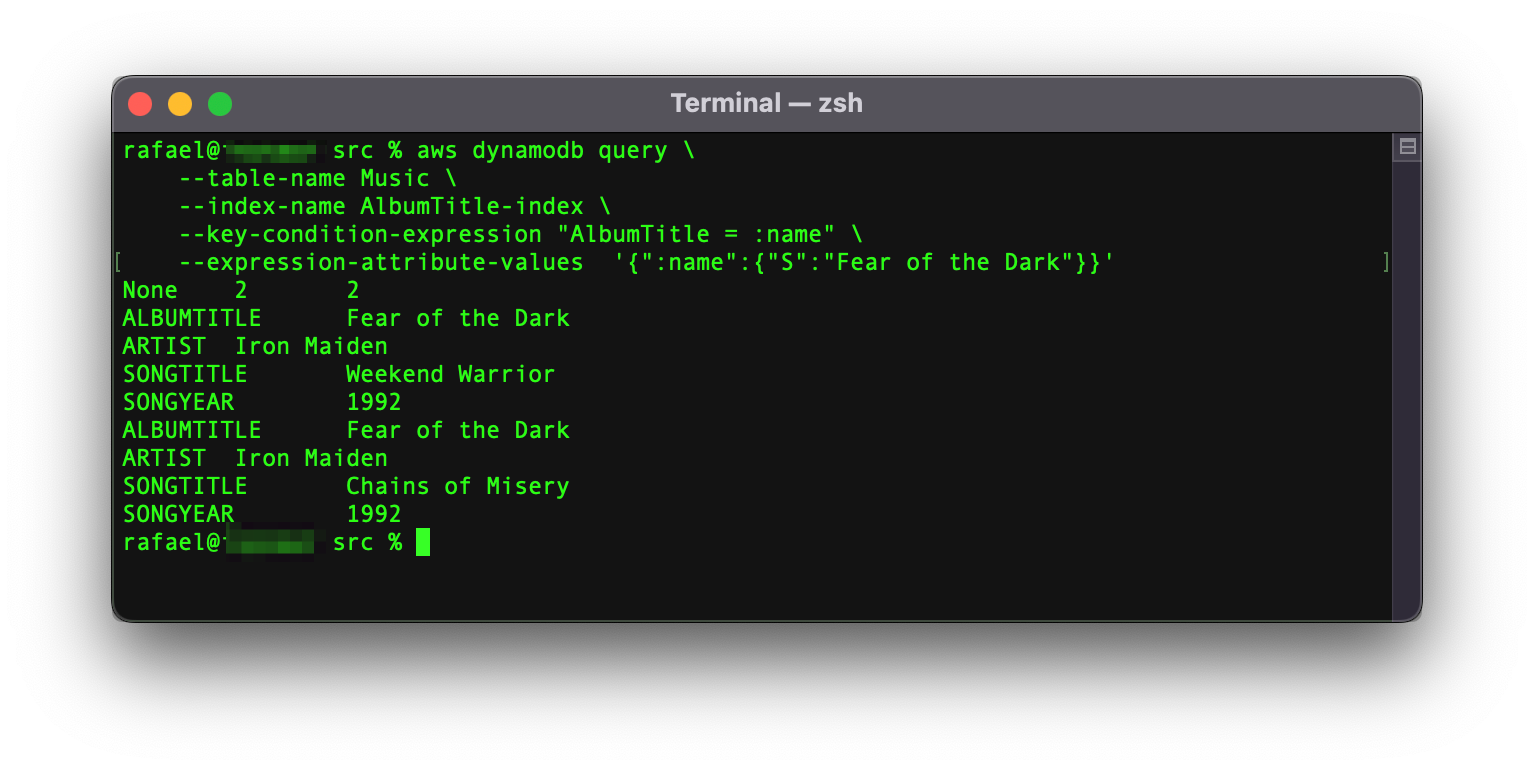 Terminal — zsh
rafael@ src % aws dynamodb query \
    --table-name Music \
    --index-name AlbumTitle-index \
    --key-condition-expression "AlbumTitle = :name" \
[    --expression-attribute-values  '{":name":{"S":"Fear of the Dark"}}' ]
None    2       2
ALBUMTITLE      Fear of the Dark
ARTIST  Iron Maiden
SONGTITLE       Weekend Warrior
SONGYEAR        1992
ALBUMTITLE      Fear of the Dark
ARTIST  Iron Maiden
SONGTITLE       Chains of Misery
SONGYEAR        1992
rafael@ src %